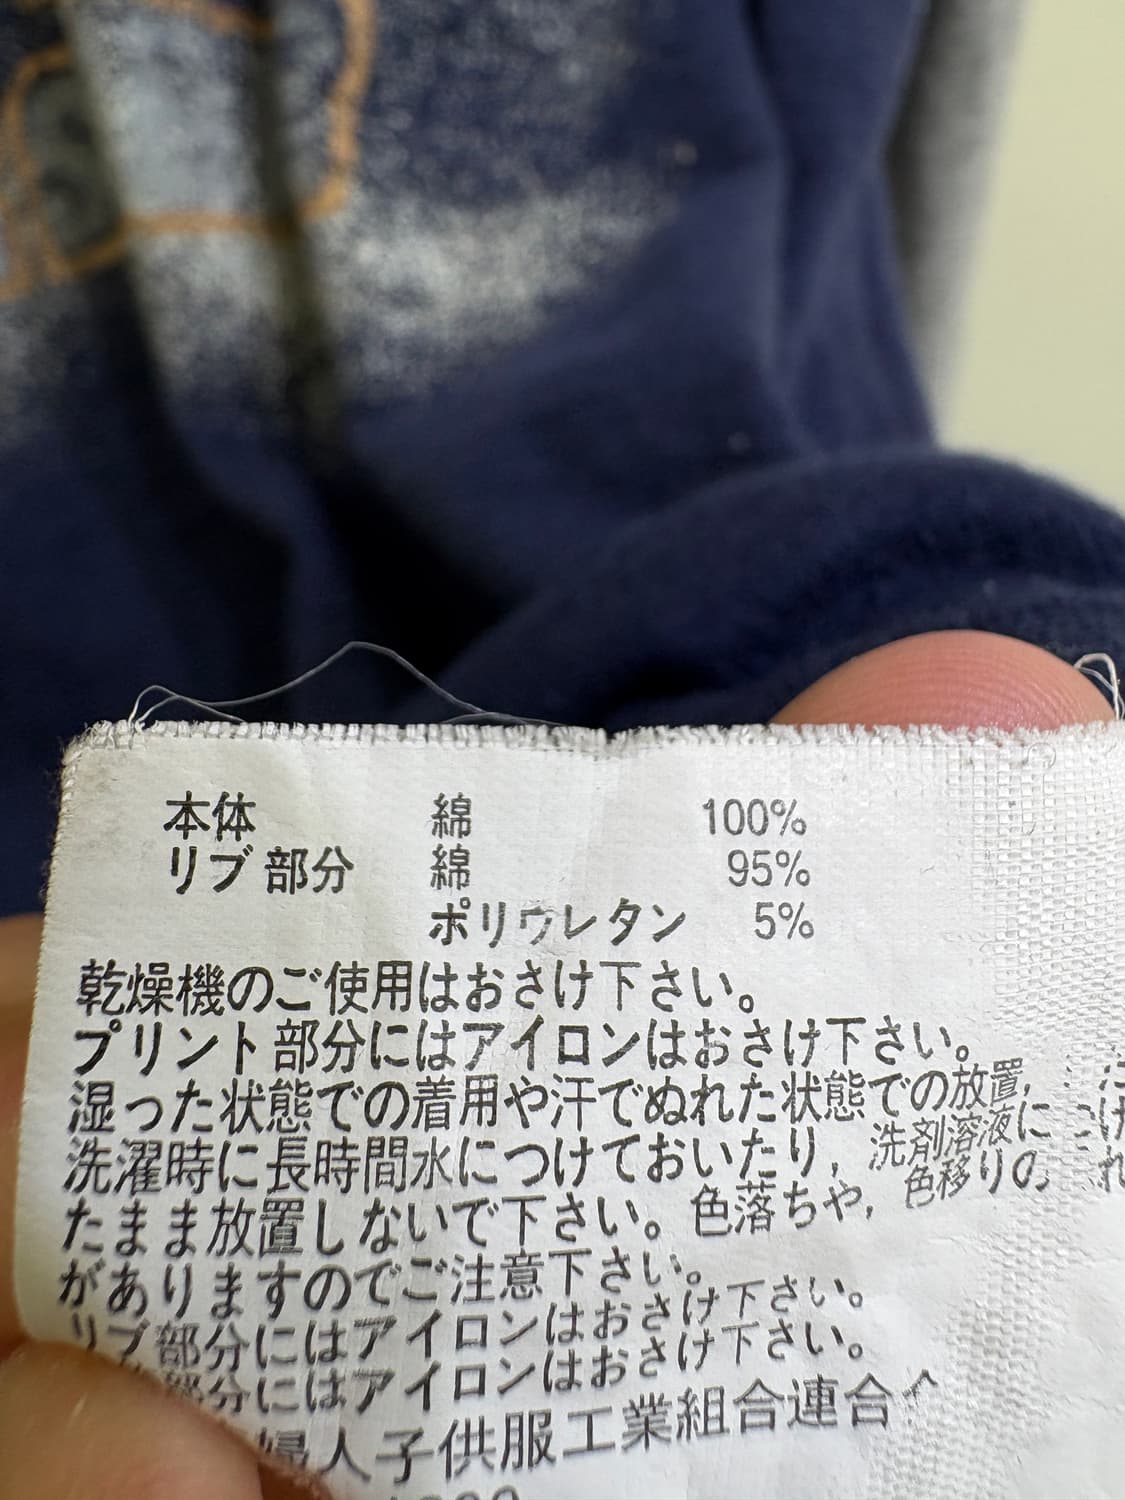 本体 綿 100%
リブ部分 綿 95%
ポリウレタン 5%
乾燥機のご使用はおさけ下さい。
プリント部分にはアイロンはおさけ下さい。
湿った状態での着用や汗でぬれた状態での放置,
洗濯時に長時間水につけておいたり, 洗剤溶液につけ
たまま放置しないで下さい。色落ちや, 色移りの
がありますのでご注意下さい。
リブ部分にはアイロンはおさけ下さい。
部分にはアイロンはおさけ下さい。
婦人子供服工業組合連合